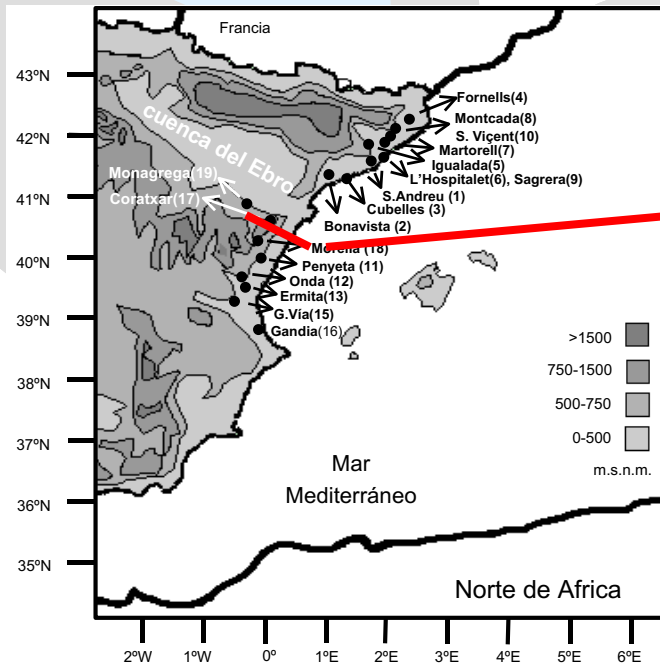 Francia
43ºN
Fornells(4)
Montcada(8)
42ºN
S. Viçent(10)
cuenca del Ebro
Martorell(7)
Igualada(5)
Monagrega(19)
L'Hospitalet(6), Sagrera(9)
41ºN
Coratxar(17)
S.Andreu (1)
Cubelles (3)
Bonavista (2)
Morella (18)
40ºN
Penyeta (11)
Onda (12)
Ermita(13)
39ºN
G.Vía(15)
Gandia(16)
>1500
750-1500
38ºN
500-750
0-500
37ºN
m.s.n.m.
Mar
Mediterráneo
36ºN
35ºN
Norte de Africa
2ºW 1ºW 0º 1ºE 2ºE 3ºE 4ºE 5ºE 6ºE